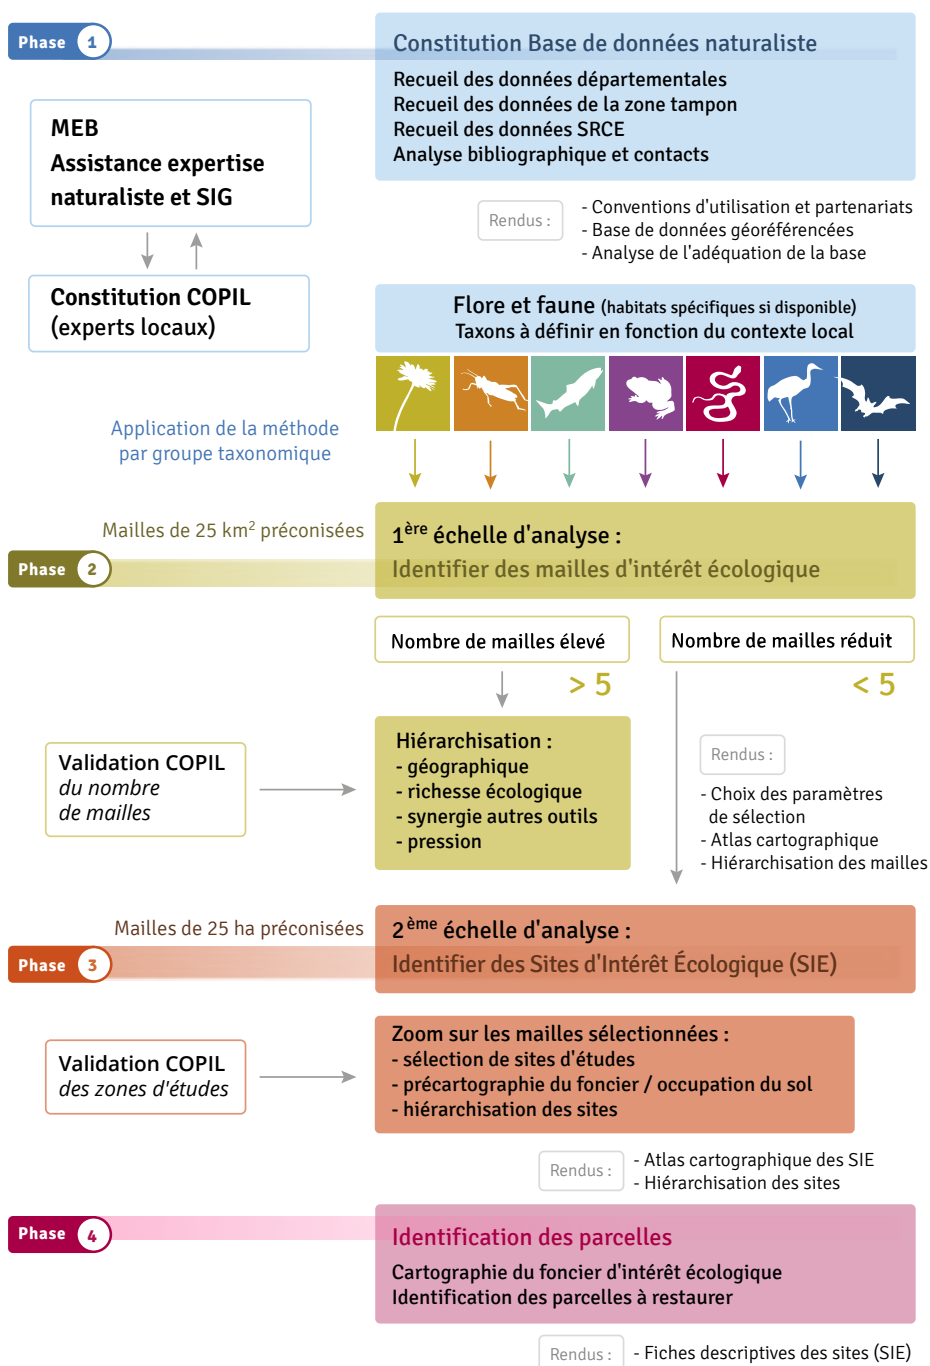 Phase 1
Constitution Base de données naturaliste
Recueil des données départementales
Recueil des données de la zone tampon
Recueil des données SRCE
Analyse bibliographique et contacts
MEB
Assistance expertise
naturaliste et SIG
Rendus :
- Conventions d'utilisation et partenariats
- Base de données géoréférencées
- Analyse de l'adéquation de la base
Constitution COPIL
(experts locaux)
Flore et faune (habitats spécifiques si disponible)
Taxons à définir en fonction du contexte local
Application de la méthode
par groupe taxonomique
Mailles de 25 km² préconisées
Phase 2
1ère échelle d'analyse :
Identifier des mailles d'intérêt écologique
Nombre de mailles élevé
> 5
Nombre de mailles réduit
< 5
Validation COPIL
du nombre
de mailles
Hiérarchisation :
- géographique
- richesse écologique
- synergie autres outils
- pression
Rendus :
- Choix des paramètres
de sélection
- Atlas cartographique
- Hiérarchisation des mailles
Mailles de 25 ha préconisées
Phase 3
2ème échelle d'analyse :
Identifier des Sites d'Intérêt Écologique (SIE)
Validation COPIL
des zones d'études
Zoom sur les mailles sélectionnées :
- sélection de sites d'études
- précartographie du foncier / occupation du sol
- hiérarchisation des sites
Rendus :
- Atlas cartographique des SIE
- Hiérarchisation des sites
Phase 4
Identification des parcelles
Cartographie du foncier d'intérêt écologique
Identification des parcelles à restaurer
Rendus :
- Fiches descriptives des sites (SIE)